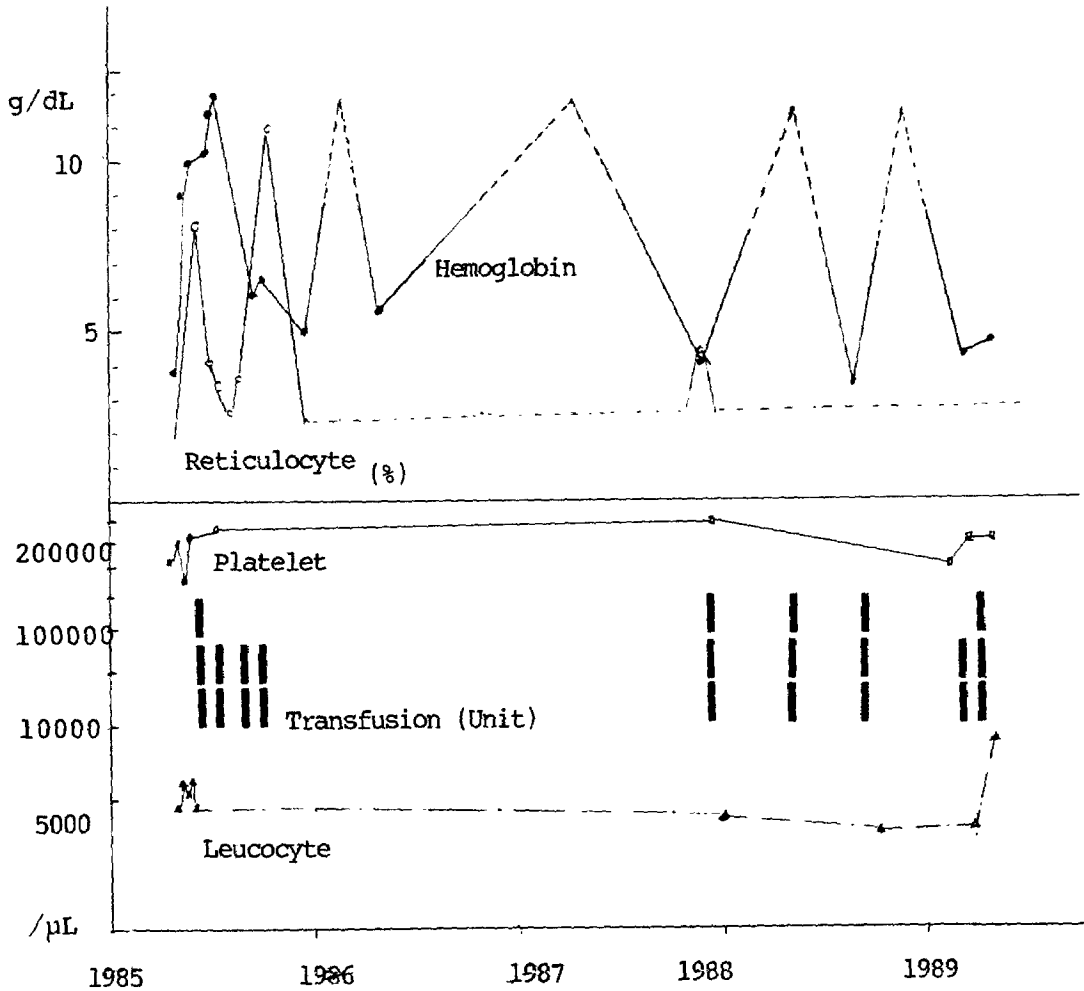 g/dL
10
Hemoglobin
5
Reticulocyte (%)
200000
Platelet
100000
Transfusion (Unit)
10000
5000
Leucocyte
/µL
1985 1986 1987 1988 1989